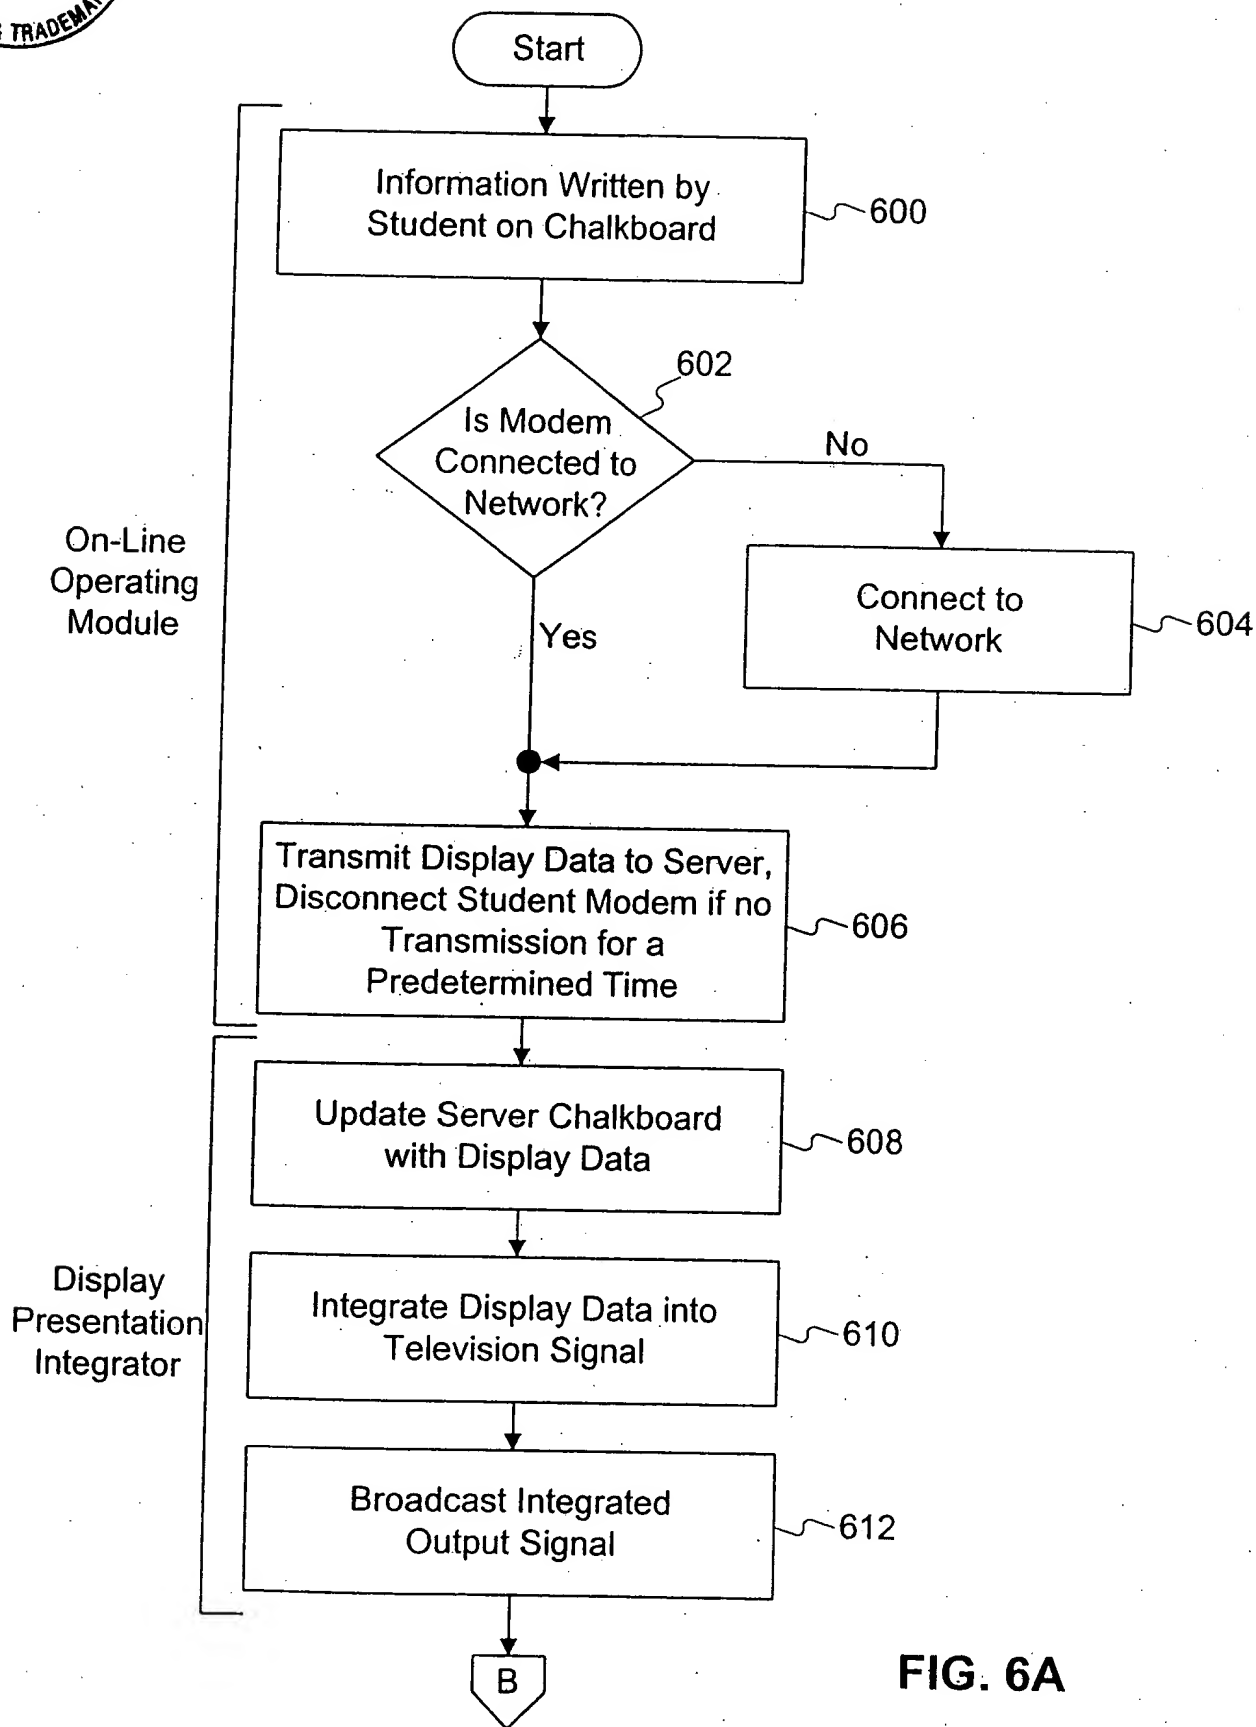 TRADEMAR
Start
Information Written by
Student on Chalkboard
600
602
Is Modem
Connected to
Network?
No
Yes
Connect to
Network
604
On-Line
Operating
Module
Transmit Display Data to Server,
Disconnect Student Modem if no
Transmission for a
Predetermined Time
606
Update Server Chalkboard
with Display Data
608
Display
Presentation
Integrator
Integrate Display Data into
Television Signal
610
Broadcast Integrated
Output Signal
612
B
FIG. 6A